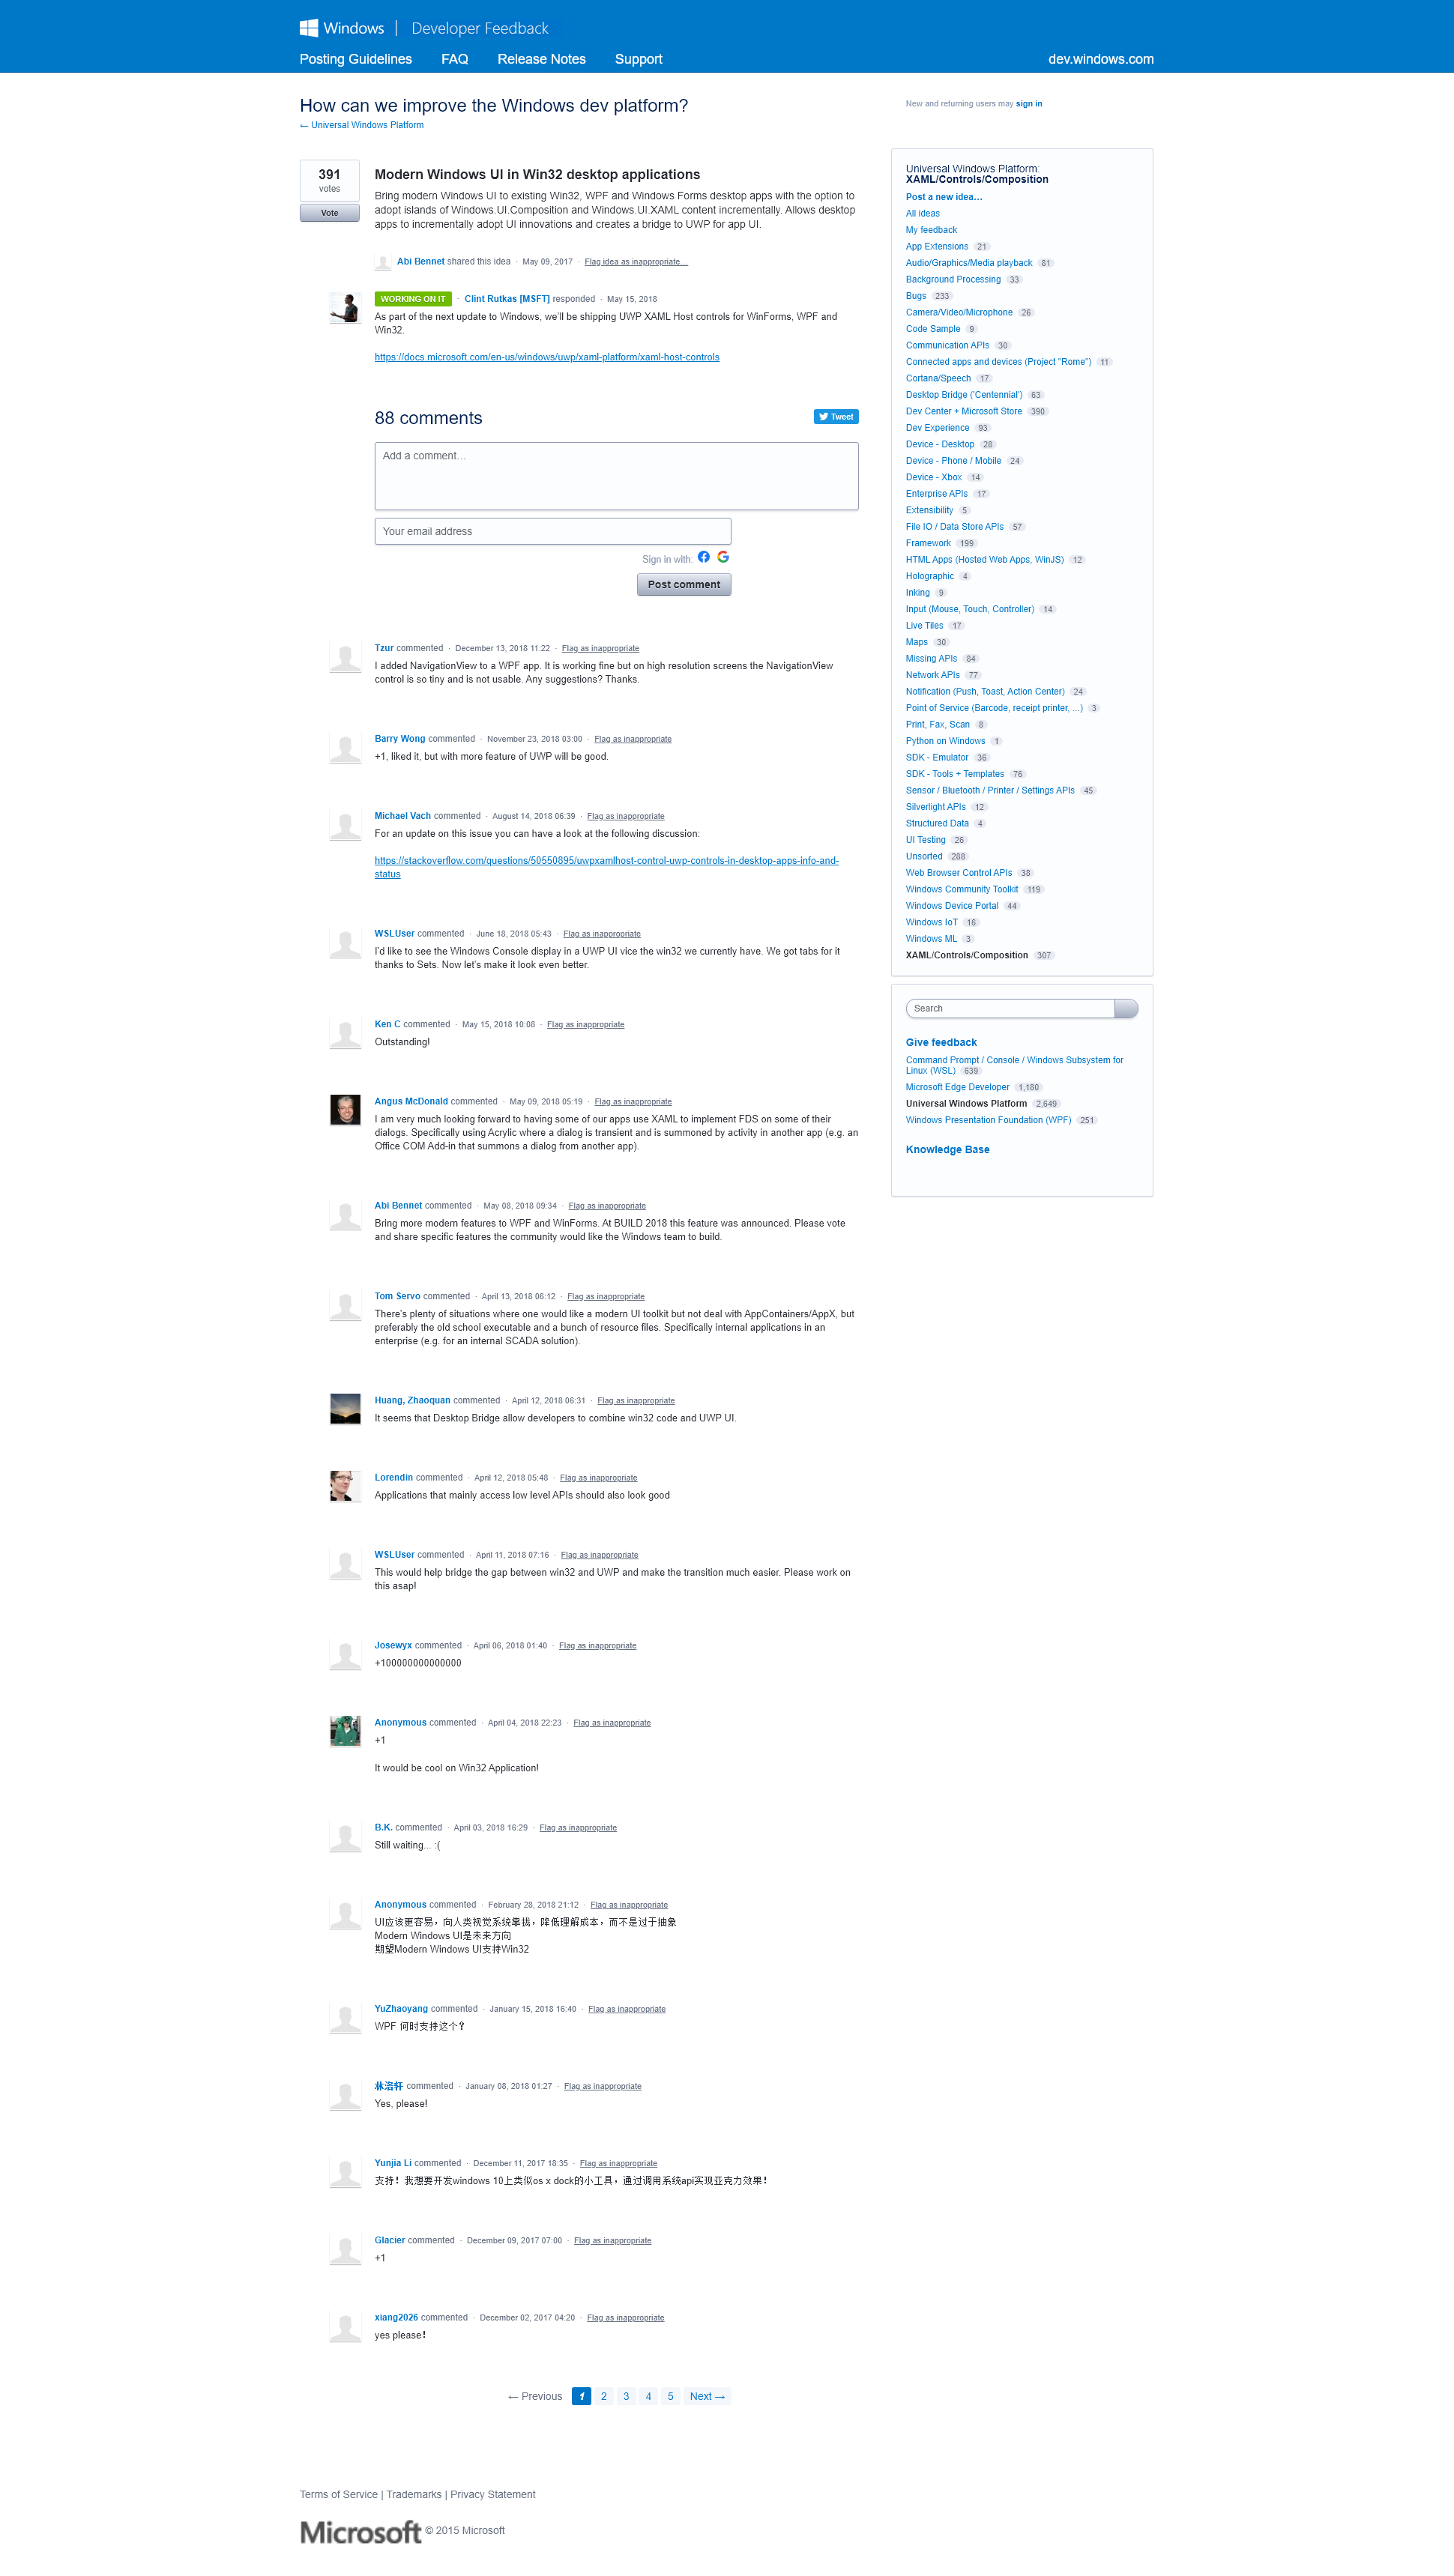 Windows | Developer Feedback
Posting Guidelines FAQ Release Notes Support dev.windows.com
How can we improve the Windows dev platform?
← Universal Windows Platform
New and returning users may sign in
391
votes
Vote
Modern Windows UI in Win32 desktop applications
Bring modern Windows UI to existing Win32, WPF and Windows Forms desktop apps with the option to
adopt islands of Windows.UI.Composition and Windows.UI.XAML content incrementally. Allows desktop
apps to incrementally adopt UI innovations and creates a bridge to UWP for app UI.
Abi Bennet shared this idea · May 09, 2017 · Flag idea as inappropriate…
WORKING ON IT · Clint Rutkas [MSFT] responded · May 15, 2018
As part of the next update to Windows, we'll be shipping UWP XAML Host controls for WinForms, WPF and
Win32.
https://docs.microsoft.com/en-us/windows/uwp/xaml-platform/xaml-host-controls
88 comments
Tweet
Add a comment…
Your email address
Sign in with:
Post comment
Tzur commented · December 13, 2018 11:22 · Flag as inappropriate
I added NavigationView to a WPF app. It is working fine but on high resolution screens the NavigationView
control is so tiny and is not usable. Any suggestions? Thanks.
Barry Wong commented · November 23, 2018 03:00 · Flag as inappropriate
+1, liked it, but with more feature of UWP will be good.
Michael Vach commented · August 14, 2018 06:39 · Flag as inappropriate
For an update on this issue you can have a look at the following discussion:
https://stackoverflow.com/questions/50550895/uwpxamlhost-control-uwp-controls-in-desktop-apps-info-and-
status
WSLUser commented · June 18, 2018 05:43 · Flag as inappropriate
I'd like to see the Windows Console display in a UWP UI vice the win32 we currently have. We got tabs for it
thanks to Sets. Now let's make it look even better.
Ken C commented · May 15, 2018 10:08 · Flag as inappropriate
Outstanding!
Angus McDonald commented · May 09, 2018 05:19 · Flag as inappropriate
I am very much looking forward to having some of our apps use XAML to implement FDS on some of their
dialogs. Specifically using Acrylic where a dialog is transient and is summoned by activity in another app (e.g. an
Office COM Add-in that summons a dialog from another app).
Abi Bennet commented · May 08, 2018 09:34 · Flag as inappropriate
Bring more modern features to WPF and WinForms. At BUILD 2018 this feature was announced. Please vote
and share specific features the community would like the Windows team to build.
Tom Servo commented · April 13, 2018 06:12 · Flag as inappropriate
There's plenty of situations where one would like a modern UI toolkit but not deal with AppContainers/AppX, but
preferably the old school executable and a bunch of resource files. Specifically internal applications in an
enterprise (e.g. for an internal SCADA solution).
Huang, Zhaoquan commented · April 12, 2018 06:31 · Flag as inappropriate
It seems that Desktop Bridge allow developers to combine win32 code and UWP UI.
Lorendin commented · April 12, 2018 05:48 · Flag as inappropriate
Applications that mainly access low level APIs should also look good
WSLUser commented · April 11, 2018 07:16 · Flag as inappropriate
This would help bridge the gap between win32 and UWP and make the transition much easier. Please work on
this asap!
Josewyx commented · April 06, 2018 01:40 · Flag as inappropriate
+100000000000000
Anonymous commented · April 04, 2018 22:23 · Flag as inappropriate
+1
It would be cool on Win32 Application!
B.K. commented · April 03, 2018 16:29 · Flag as inappropriate
Still waiting... :(
Anonymous commented · February 28, 2018 21:12 · Flag as inappropriate
UI应该更容易，向人类视觉系统靠找，降低理解成本，而不是过于抽象
Modern Windows UI是未来方向
期望Modern Windows UI支持Win32
YuZhaoyang commented · January 15, 2018 16:40 · Flag as inappropriate
WPF 何时支持这个？
林洛轩 commented · January 08, 2018 01:27 · Flag as inappropriate
Yes, please!
Yunjia Li commented · December 11, 2017 18:35 · Flag as inappropriate
支持！我想要开发windows 10上类似os x dock的小工具，通过调用系统api实现亚克力效果！
Glacier commented · December 09, 2017 07:00 · Flag as inappropriate
+1
xiang2026 commented · December 02, 2017 04:20 · Flag as inappropriate
yes please！
← Previous 1 2 3 4 5 Next →
Universal Windows Platform:
XAML/Controls/Composition
Post a new idea…
All ideas
My feedback
App Extensions 21
Audio/Graphics/Media playback 81
Background Processing 33
Bugs 233
Camera/Video/Microphone 26
Code Sample 9
Communication APIs 30
Connected apps and devices (Project "Rome") 11
Cortana/Speech 17
Desktop Bridge ('Centennial') 63
Dev Center + Microsoft Store 390
Dev Experience 93
Device - Desktop 28
Device - Phone / Mobile 24
Device - Xbox 14
Enterprise APIs 17
Extensibility 5
File IO / Data Store APIs 57
Framework 199
HTML Apps (Hosted Web Apps, WinJS) 12
Holographic 4
Inking 9
Input (Mouse, Touch, Controller) 14
Live Tiles 17
Maps 30
Missing APIs 84
Network APIs 77
Notification (Push, Toast, Action Center) 24
Point of Service (Barcode, receipt printer, ...) 3
Print, Fax, Scan 8
Python on Windows 1
SDK - Emulator 36
SDK - Tools + Templates 76
Sensor / Bluetooth / Printer / Settings APIs 45
Silverlight APIs 12
Structured Data 4
UI Testing 26
Unsorted 288
Web Browser Control APIs 38
Windows Community Toolkit 119
Windows Device Portal 44
Windows IoT 16
Windows ML 3
XAML/Controls/Composition 307
Search
Give feedback
Command Prompt / Console / Windows Subsystem for
Linux (WSL) 639
Microsoft Edge Developer 1,180
Universal Windows Platform 2,649
Windows Presentation Foundation (WPF) 251
Knowledge Base
Terms of Service | Trademarks | Privacy Statement
Microsoft © 2015 Microsoft